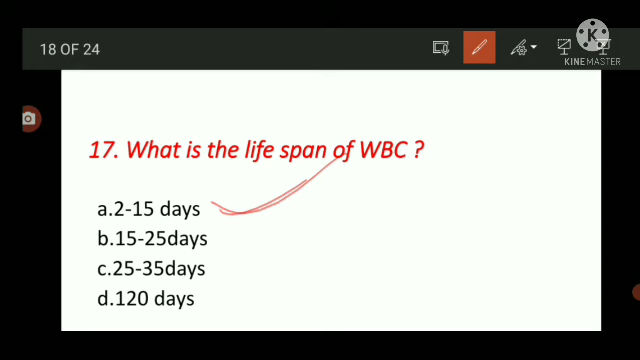 18 OF 24
K
KINEMASTER
17. What is the life span of WBC ?
a.2-15 days
b.15-25days
c.25-35days
d.120 days